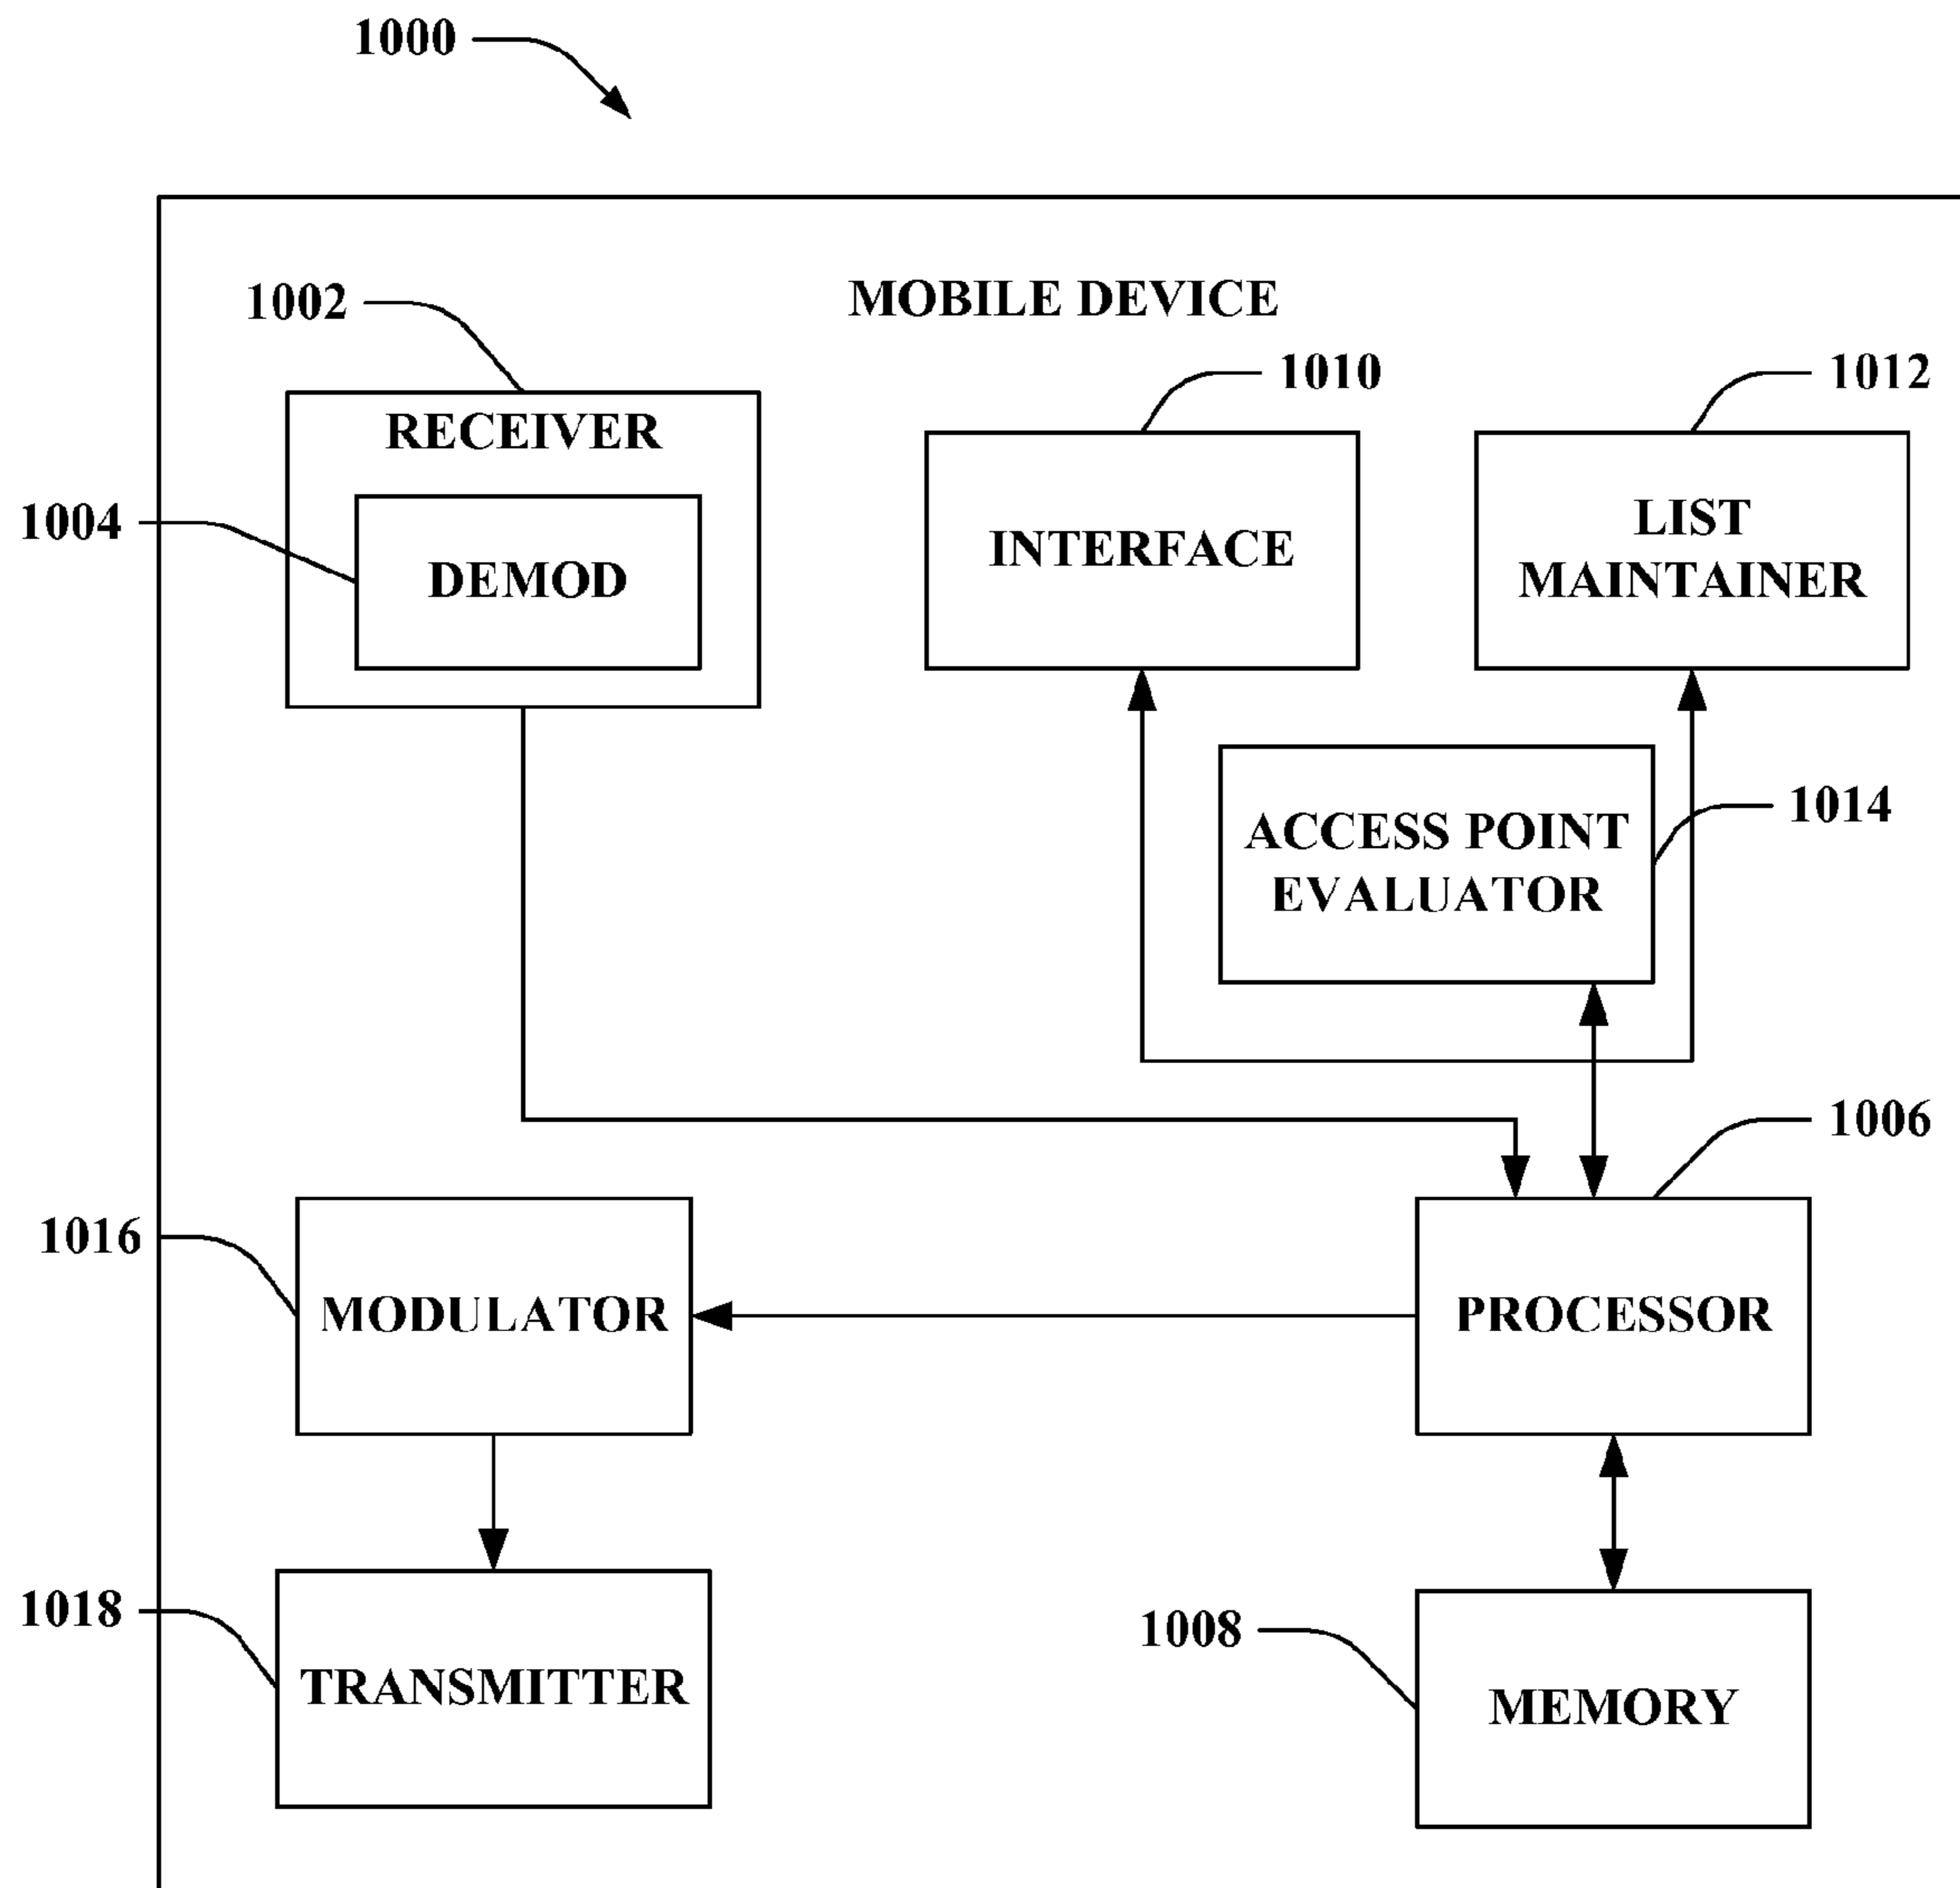 1000
MOBILE DEVICE
1002
1010
1012
RECEIVER
1004
DEMOD
INTERFACE
LIST
MAINTAINER
ACCESS POINT
EVALUATOR
1014
1006
1016
MODULATOR
PROCESSOR
1018
TRANSMITTER
1008
MEMORY